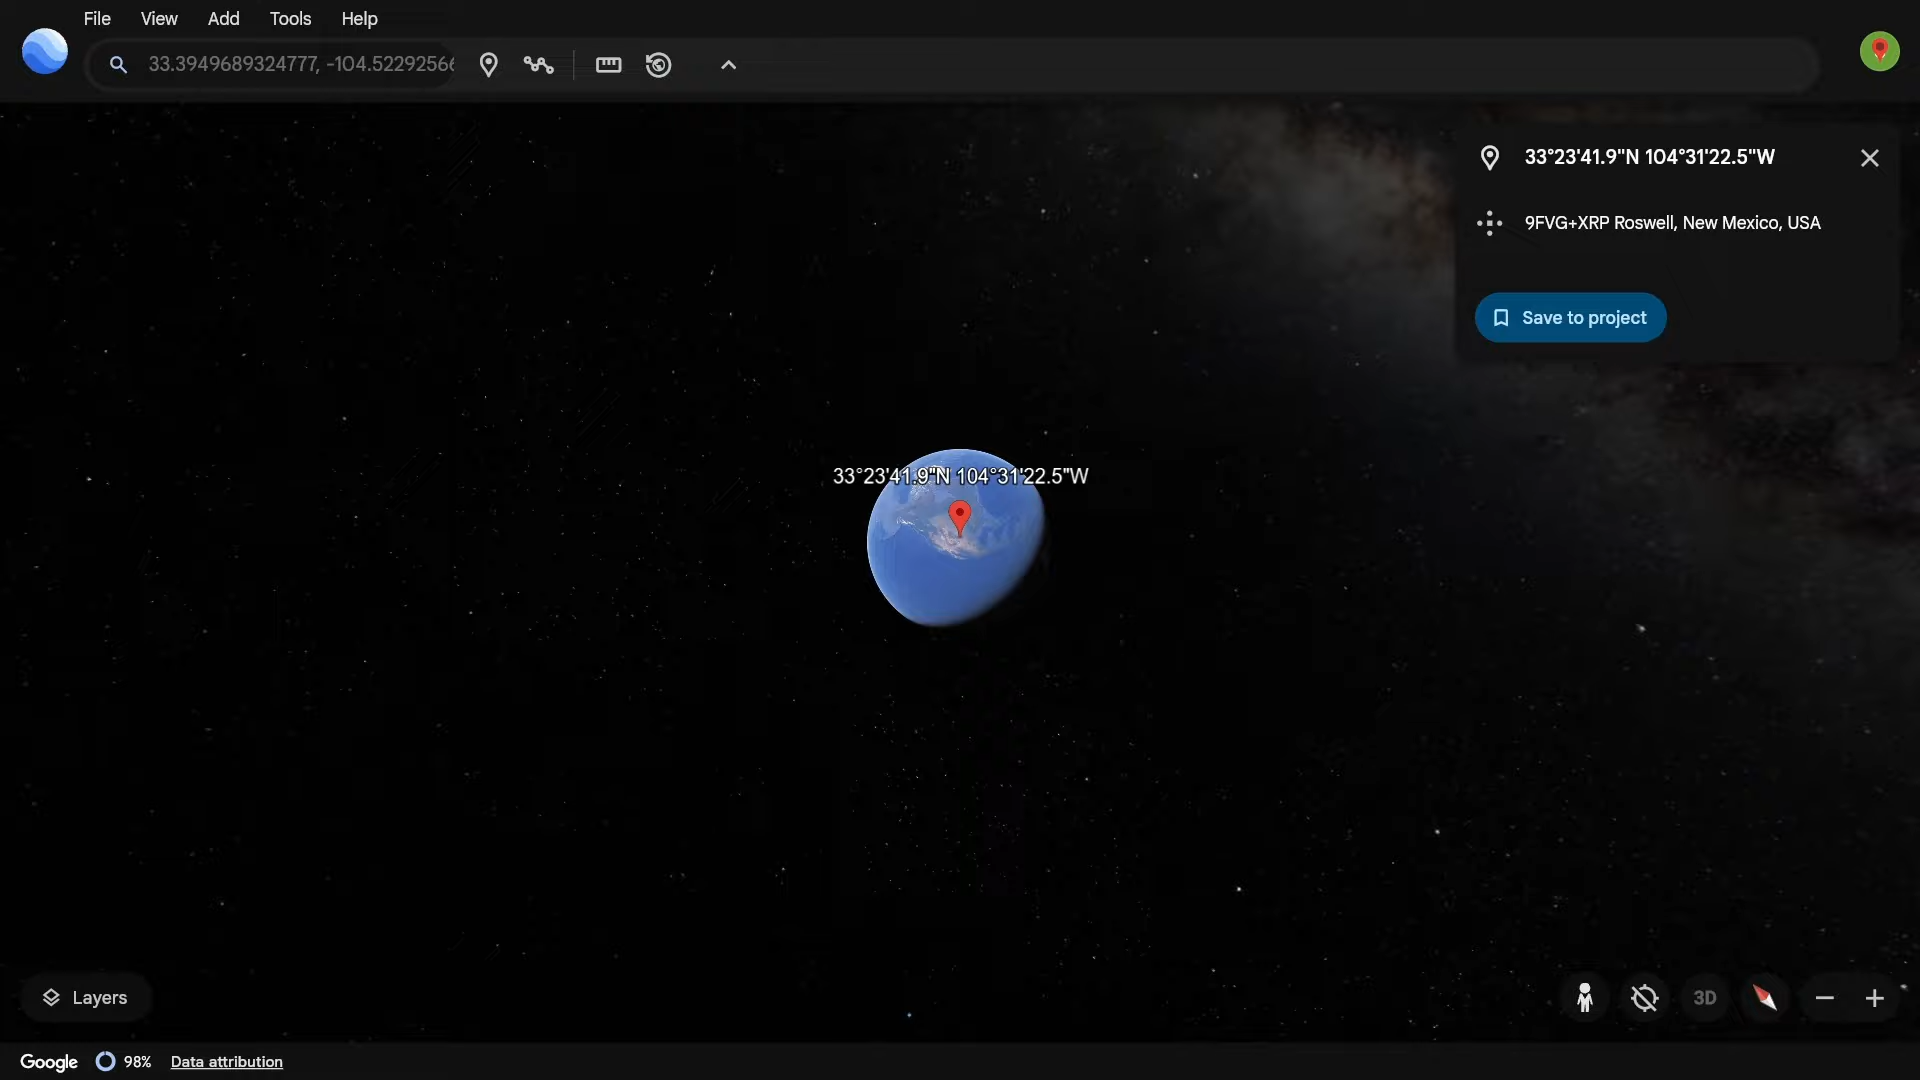 File View Add Tools Help
33.3949689324777, -104.5229256
33°23'41.9"N 104°31'22.5"W
9FVG+XRP Roswell, New Mexico, USA
Save to project
33°23'41.9"N 104°31'22.5"W
Layers
3D
Google 98% Data attribution